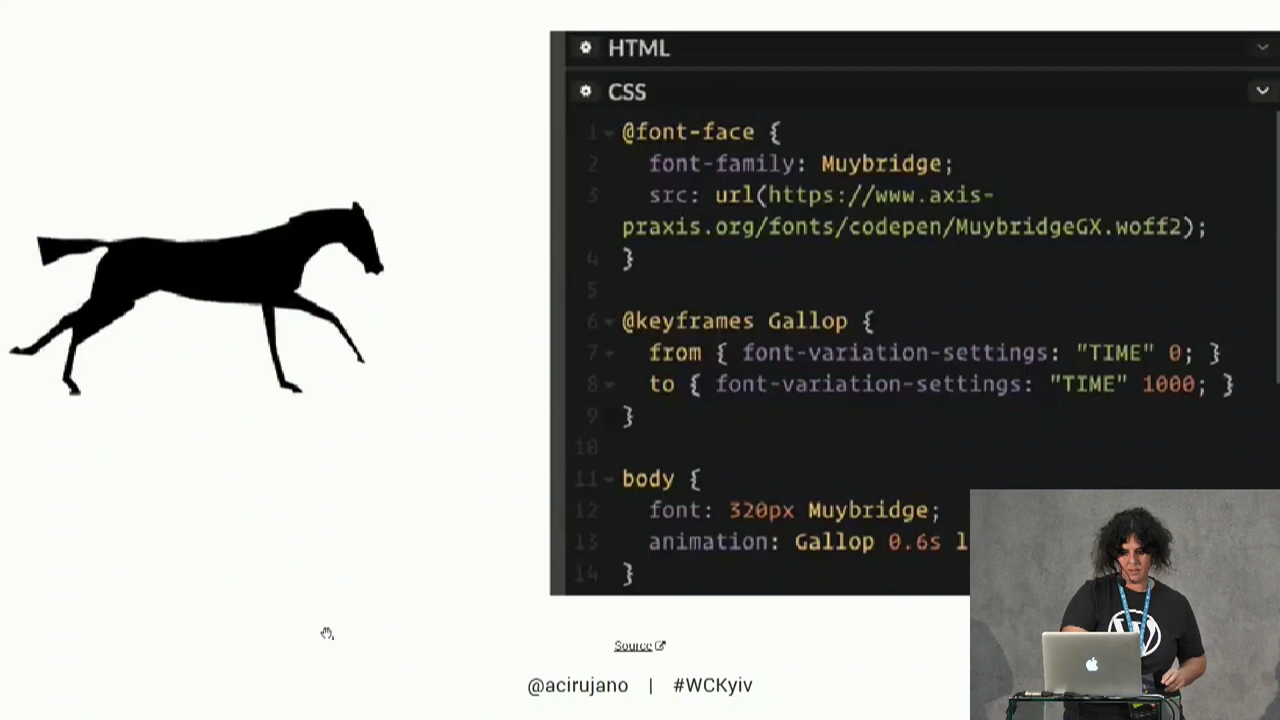 HTML
CSS
1 @font-face {
2 font-family: Muybridge;
3 src: url(https://www.axis-
praxis.org/fonts/codepen/MuybridgeGX.woff2);
4 }
5
6 @keyframes Gallop {
7 from { font-variation-settings: "TIME" 0; }
8 to { font-variation-settings: "TIME" 1000; }
9 }
10
11 body {
12 font: 320px Muybridge;
13 animation: Gallop 0.6s l
14 }
Source
@acirujano | #WCKyiv